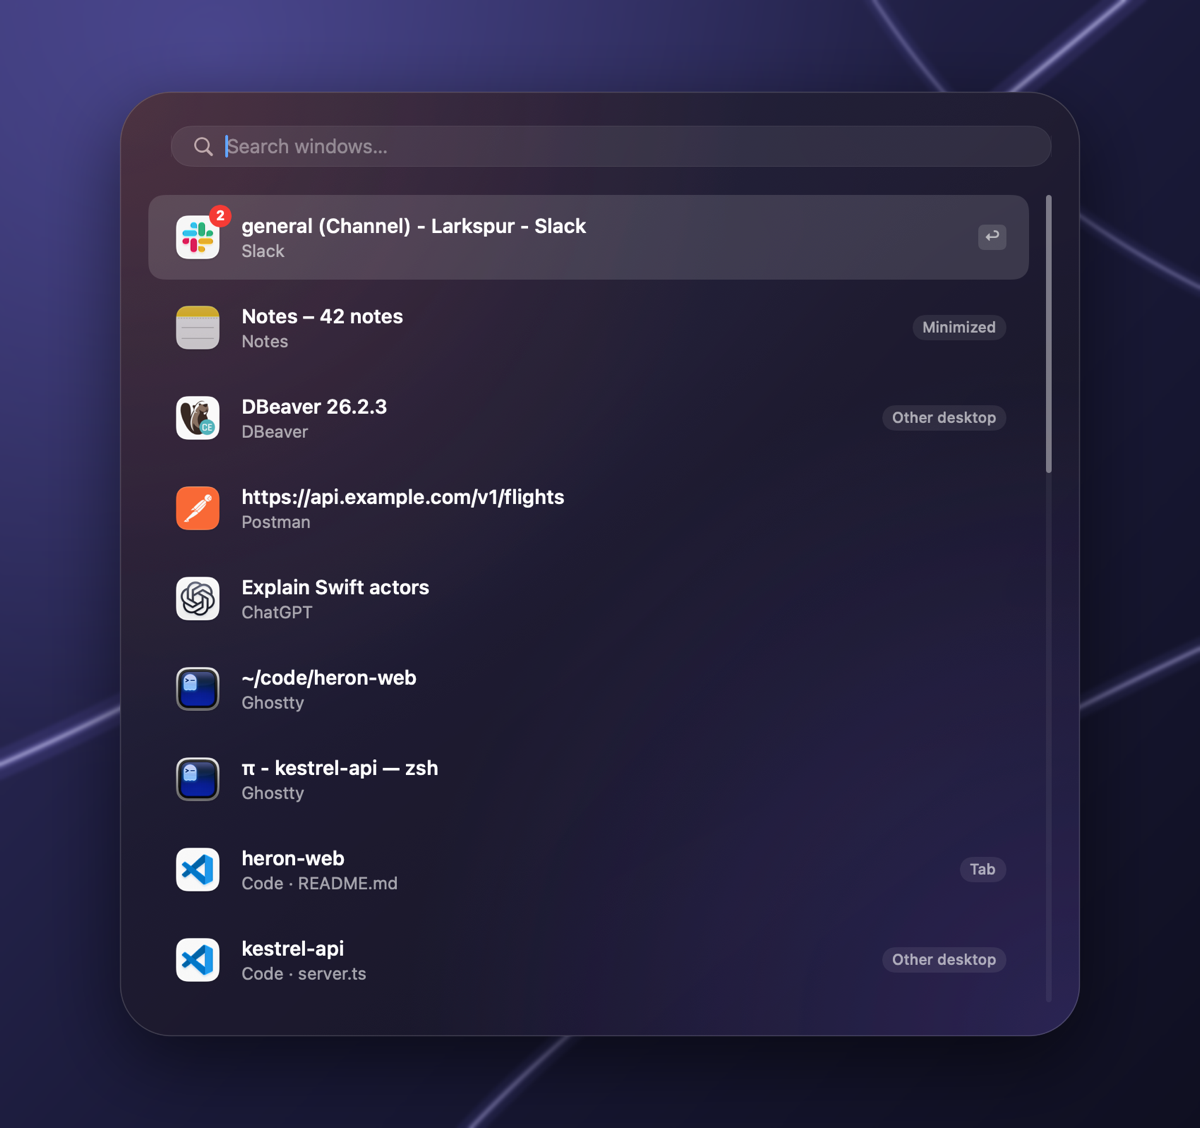 Search windows...
2
general (Channel) - Larkspur - Slack
Slack
Notes – 42 notes
Notes
Minimized
DBeaver 26.2.3
DBeaver
CE
Other desktop
https://api.example.com/v1/flights
Postman
Explain Swift actors
ChatGPT
~/code/heron-web
Ghostty
π - kestrel-api — zsh
Ghostty
heron-web
Code · README.md
Tab
kestrel-api
Code · server.ts
Other desktop